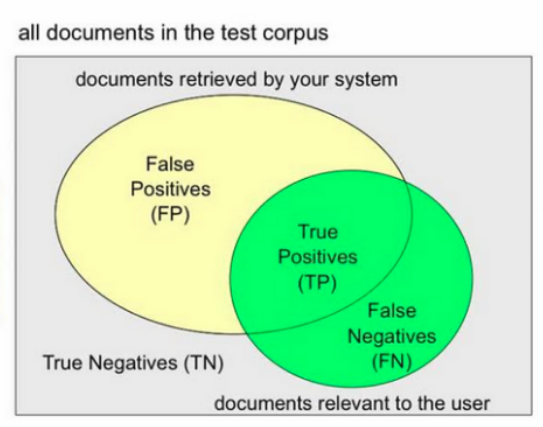 all documents in the test corpus
documents retrieved by your system
False
Positives
(FP)
True
Positives
(TP)
False
Negatives
(FN)
True Negatives (TN)
documents relevant to the user